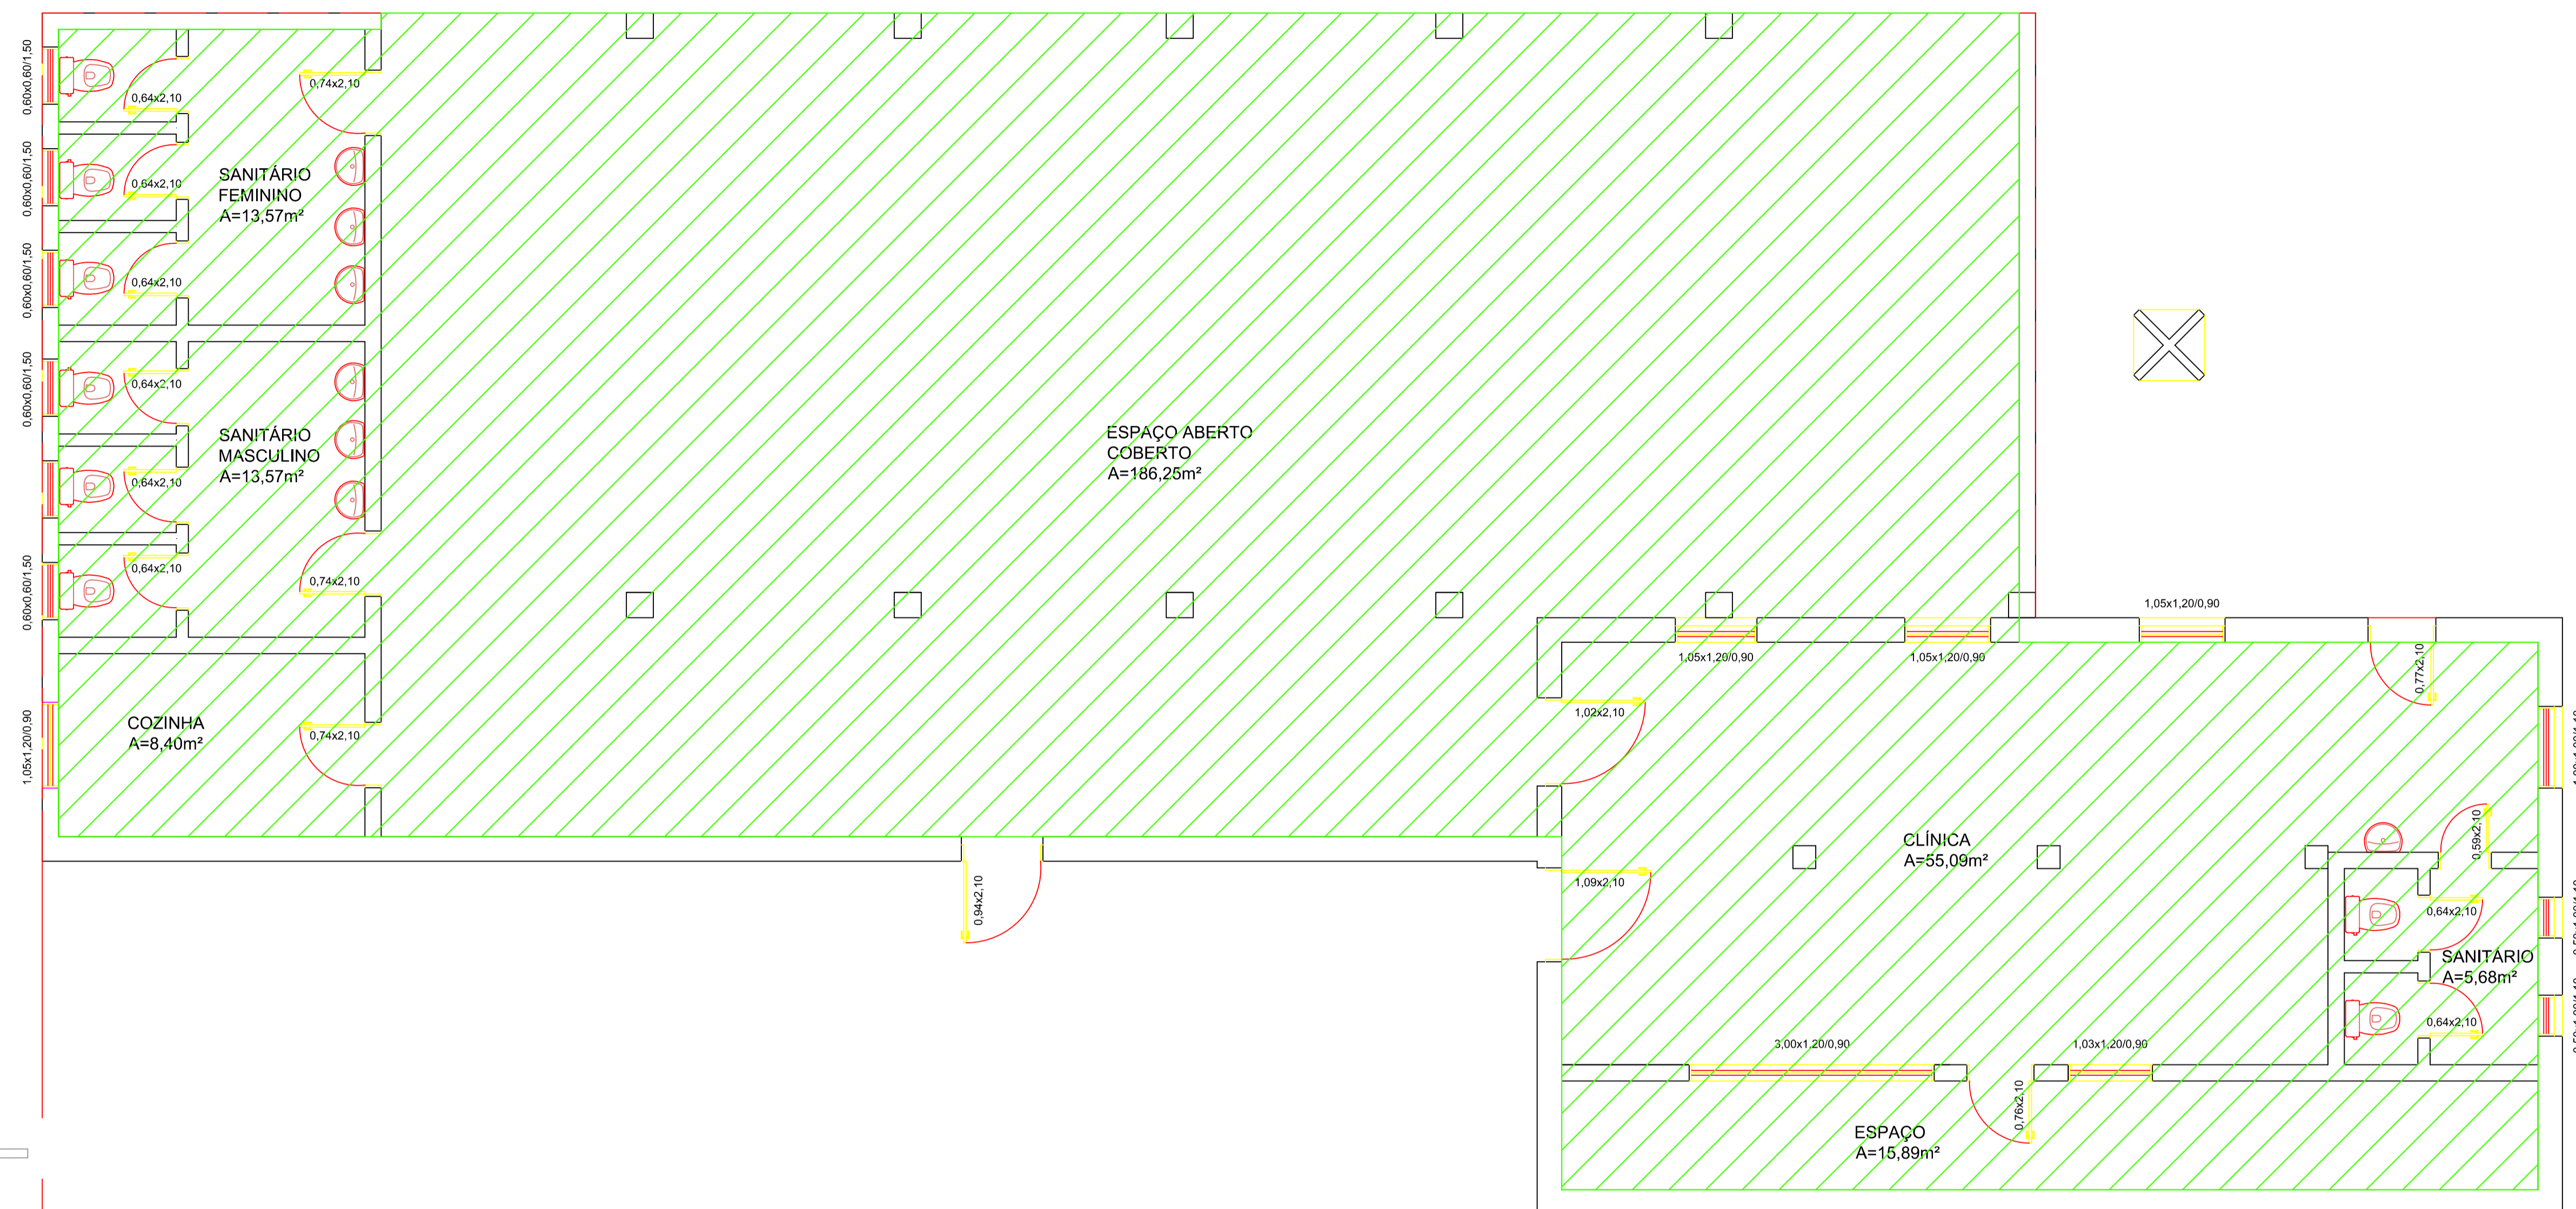 0,60x0,60/1,50
0,64x2,10
0,74x2,10
0,60x0,60/1,50
0,64x2,10
SANITÁRIO
FEMININO
A=13,57m²
0,60x0,60/1,50
0,64x2,10
0,60x0,60/1,50
0,64x2,10
SANITÁRIO
MASCULINO
A=13,57m²
0,64x2,10
0,60x0,60/1,50
0,64x2,10
0,74x2,10
ESPAÇO ABERTO
COBERTO
A=186,25m²
1,05x1,20/0,90
COZINHA
A=8,40m²
0,74x2,10
0,94x2,10
1,05x1,20/0,90
1,05x1,20/0,90
1,05x1,20/0,90
0,77x2,10
1,02x2,10
1,09x2,10
CLÍNICA
A=55,09m²
0,59x2,10
0,64x2,10
SANITÁRIO
A=5,68m²
0,64x2,10
3,00x1,20/0,90
1,03x1,20/0,90
0,76x2,10
ESPAÇO
A=15,89m²